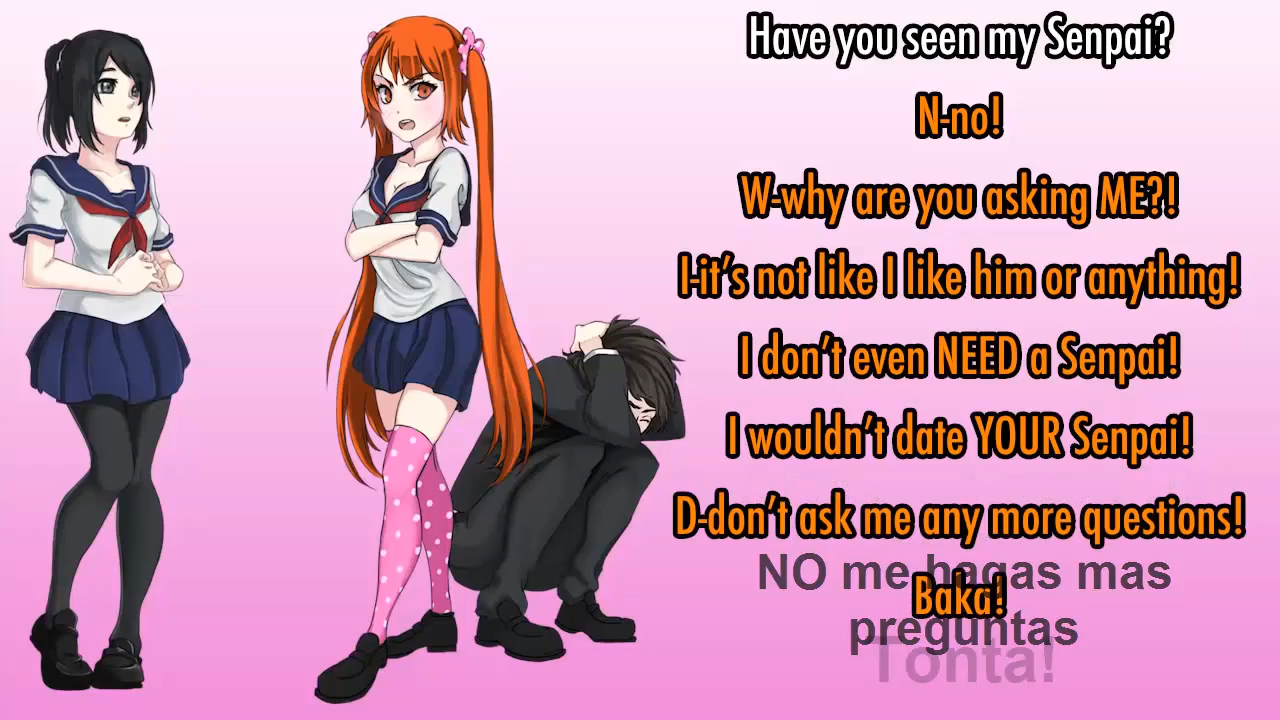 Have you seen my Senpai?
N-no!
W-why are you asking ME?!
I-it's not like I like him or anything!
I don't even NEED a Senpai!
I wouldn't date YOUR Senpai!
D-don't ask me any more questions!
NO me hagas mas
Baka!
preguntas
Tonta!